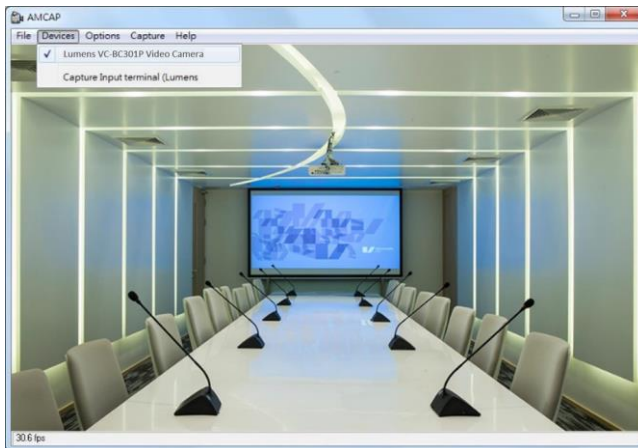 AMCAP
File Devices Options Capture Help
✓ Lumens VC-BC301P Video Camera
Capture Input terminal (Lumens
30.6 fps